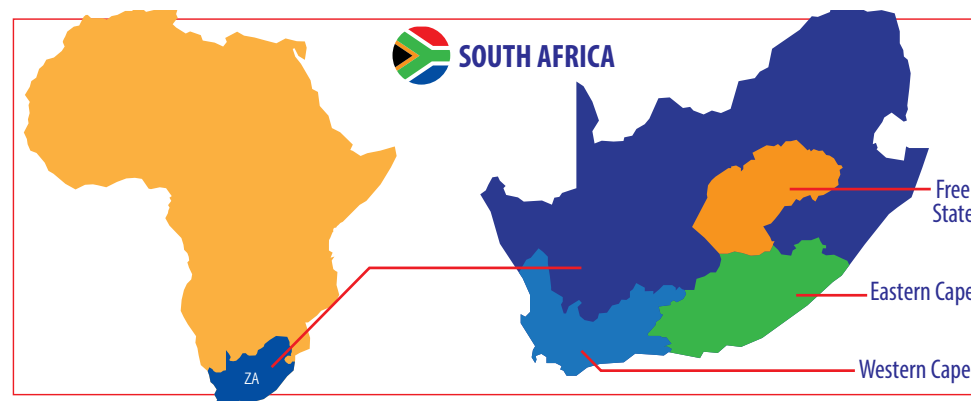 SOUTH AFRICA
Free
State
Eastern Cape
Western Cape
ZA